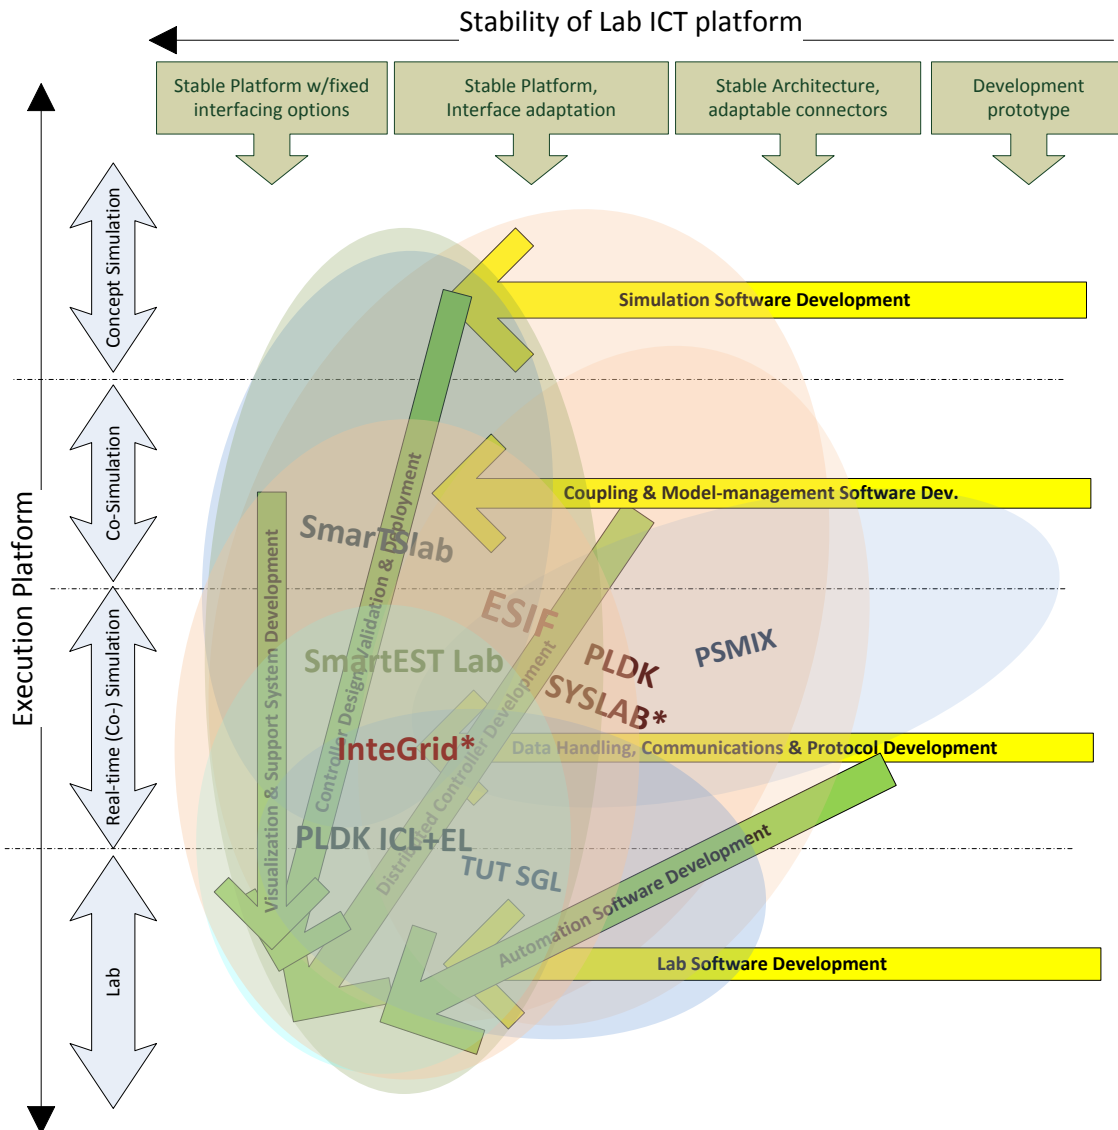 Stability of Lab ICT platform
Stable Platform w/fixed
interfacing options
Stable Platform,
Interface adaptation
Stable Architecture,
adaptable connectors
Development
prototype
Execution Platform
Concept Simulation
Co-Simulation
Real-time (Co-) Simulation
Lab
Simulation Software Development
Coupling & Model-management Software Dev.
Data Handling, Communications & Protocol Development
Lab Software Development
Visualization & Support System Development
Controller Design, Validation & Deployment
Distributed Controller Development
Automation Software Development
SmarTSlab
ESIF
SmartEST Lab
PLDK
SYSLAB*
PSMIX
InteGrid*
PLDK ICL+EL
TUT SGL